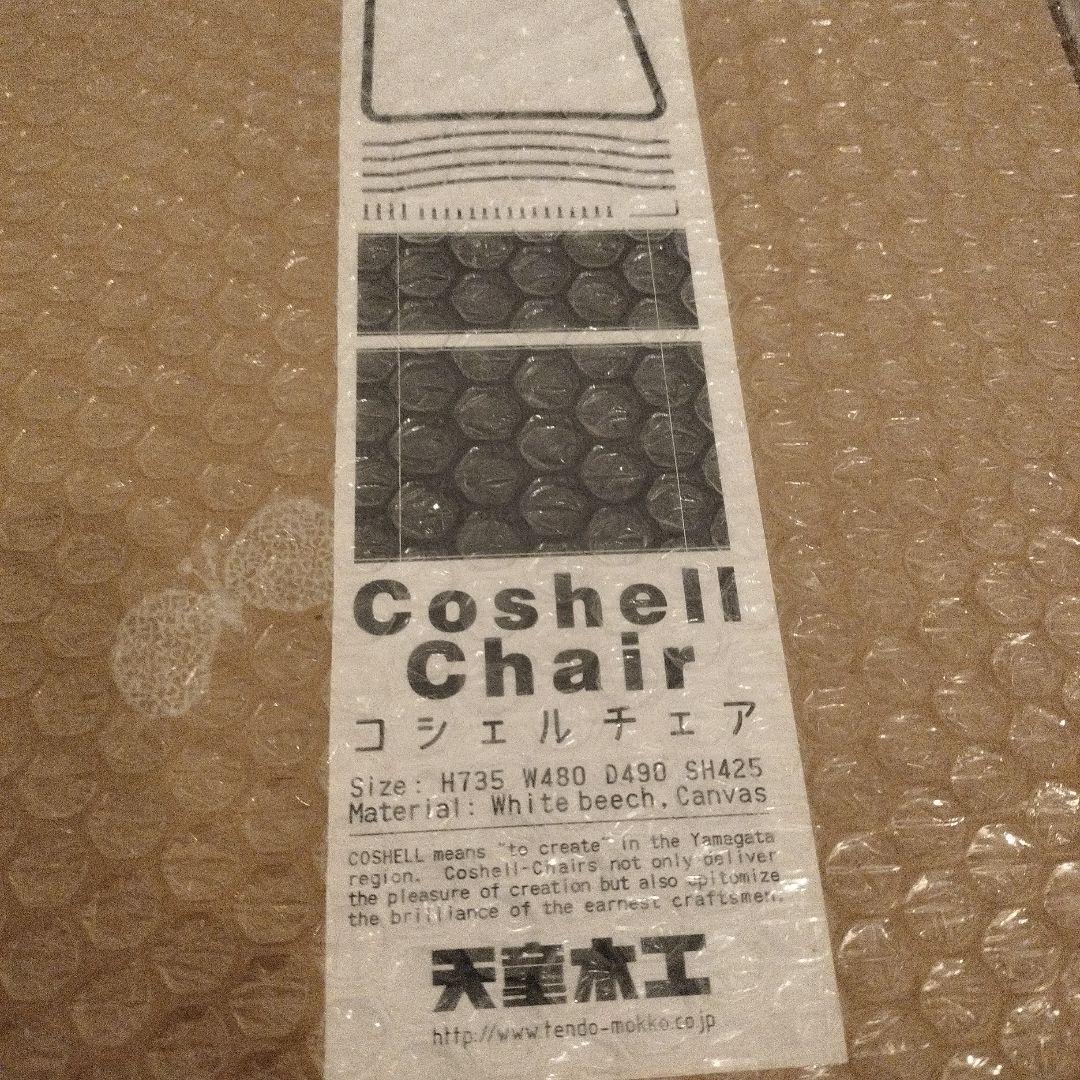 Coshell
Chair
コシェルチェア
Size: H735 W480 D490 SH425
Material: White beech, Canvas
COSHELL means "to create" in the Yamagata
region. Coshell-Chairs not only deliver
the pleasure of creation but also epitomize
the brilliance of the earnest craftsmen.
天童木工
http://www.tendo-mokko.co.jp